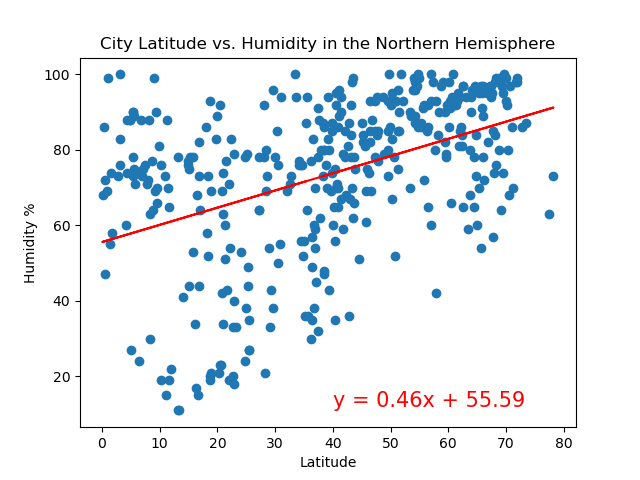 City Latitude vs. Humidity in the Northern Hemisphere
100
80
60
40
20
Humidity %
y = 0.46x + 55.59
0 10 20 30 40 50 60 70 80
Latitude